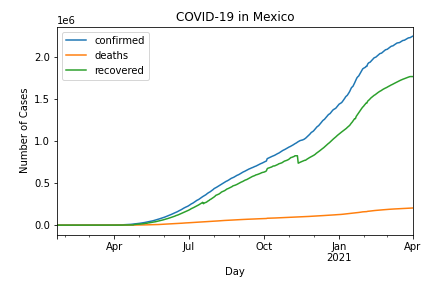 COVID-19 in Mexico
1e6
confirmed
deaths
recovered
2.0
1.5
1.0
0.5
0.0
Number of Cases
Apr Jul Oct Jan Apr
2021
Day